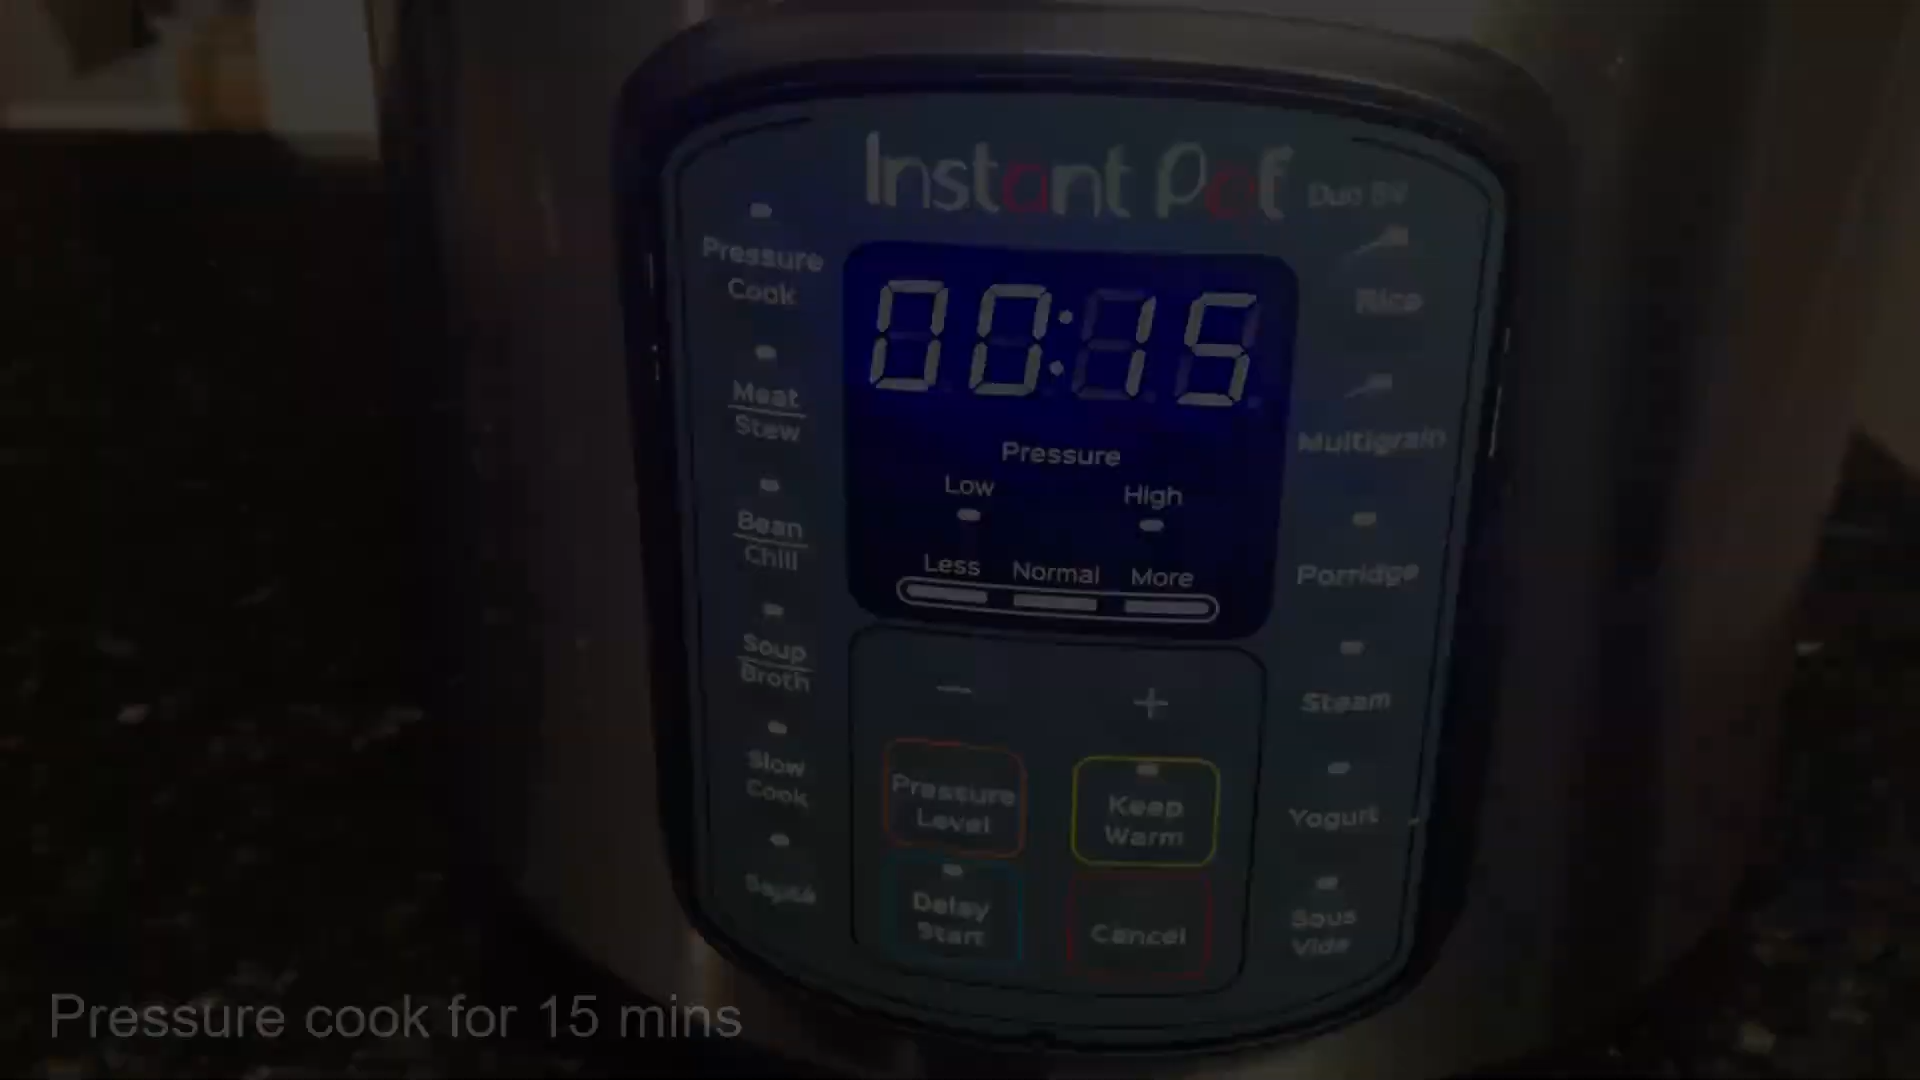 Instant Pot Duo SV
00:15
Pressure
Low High
Less Normal More
Pressure
Cook
Meat
Stew
Bean
Chili
Soup
Broth
Slow
Cook
Sauté
Rice
Multigrain
Porridge
Steam
Yogurt
Sous
Vide
- +
Pressure
Level
Keep
Warm
Delay
Start
Cancel
Pressure cook for 15 mins